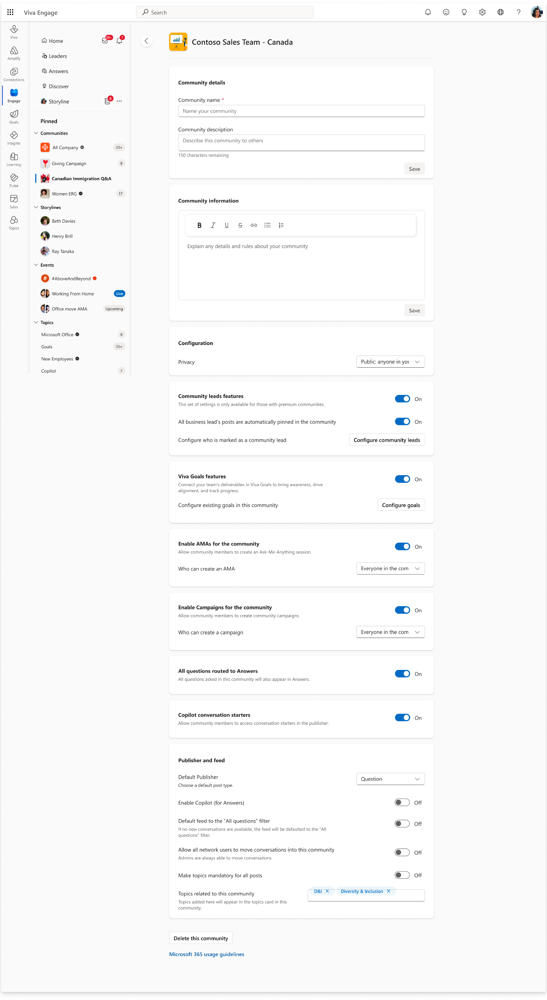 Viva Engage
Search
?
Viva
Amplify
Connections
Engage
Goals
Insights
Learning
Pulse
Sales
Topics
Home
20+
1
Leaders
Answers
Discover
Storyline
8
Pinned
Communities
All Company
20+
Giving Campaign
8
Canadian Immigration Q&A
Women ERG
17
Storylines
Beth Davies
Henry Brill
Ray Tanaka
Events
# #AboveAndBeyond
Working From Home
Live
Office move AMA
Upcoming
Topics
Microsoft Office
8
Goals
20+
New Employees
Copilot
7
Contoso Sales Team - Canada
Community details
Community name *
Name your community
Community description
Describe this community to others
150 characters remaining
Save
Community information
B I U S
Explain any details and rules about your community
Save
Configuration
Privacy
Public: anyone in you
Community leads features
On
This set of settings is only available for those with premium communities.
All business lead's posts are automatically pinned in the community
On
Configure who is marked as a community lead
Configure community leads
Viva Goals features
On
Connect your team's deliverables in Viva Goals to bring awareness, drive
alignment, and track progress.
Configure existing goals in this community
Configure goals
Enable AMAs for the community
On
Allow community members to create an Ask-Me-Anything session.
Who can create an AMA
Everyone in the com
Enable Campaigns for the community
On
Allow community members to create community campaigns.
Who can create a campaign
Everyone in the com
All questions routed to Answers
On
All questions asked in this community will also appear in Answers.
Copilot conversation starters
On
Allow community members to access conversation starters in the publisher.
Publisher and feed
Default Publisher
Question
Choose a default post type.
Enable Copilot (for Answers)
Off
Default feed to the “All questions” filter
Off
If no new conversations are available, the feed will be defaulted to the “All
questions” filter.
Allow all network users to move conversations into this community
Off
Admins are always able to move conversations
Make topics mandatory for all posts
Off
Topics related to this community
D&I
Diversity & Inclusion
Topics added here will appear in the topics card in this
community.
Delete this community
Microsoft 365 usage guidelines